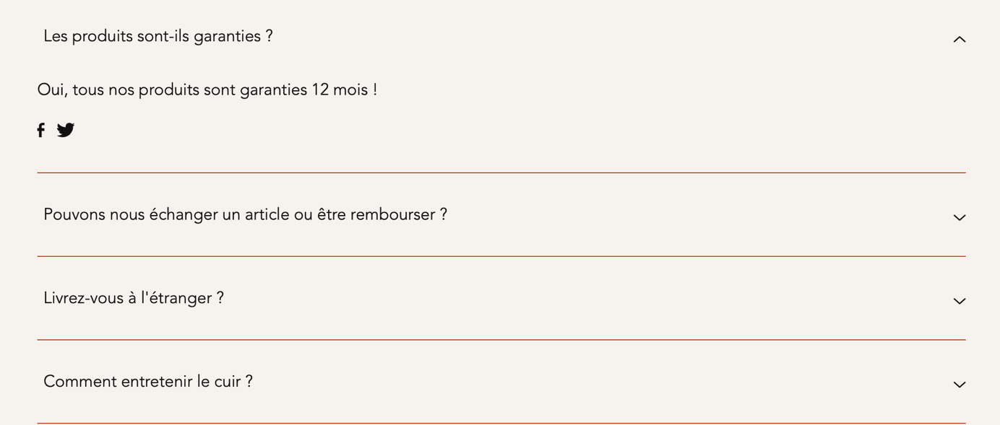 Les produits sont-ils garanties ?
Oui, tous nos produits sont garanties 12 mois !
Pouvons nous échanger un article ou être rembourser ?
Livrez-vous à l'étranger ?
Comment entretenir le cuir ?